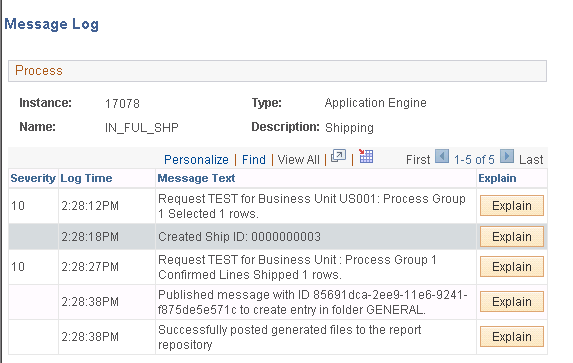 Message Log
Process
Instance: 17078 Type: Application Engine
Name: IN_FUL_SHP Description: Shipping
Personalize | Find | View All | | First 1-5 of 5 Last
Severity Log Time Message Text Explain
10 2:28:12PM Request TEST for Business Unit US001: Process Group
1 Selected 1 rows. Explain
2:28:18PM Created Ship ID: 0000000003 Explain
10 2:28:27PM Request TEST for Business Unit : Process Group 1
Confirmed Lines Shipped 1 rows. Explain
2:28:38PM Published message with ID 85691dca-2ee9-11e6-9241-
f875de5e571c to create entry in folder GENERAL. Explain
2:28:38PM Successfully posted generated files to the report
repository Explain